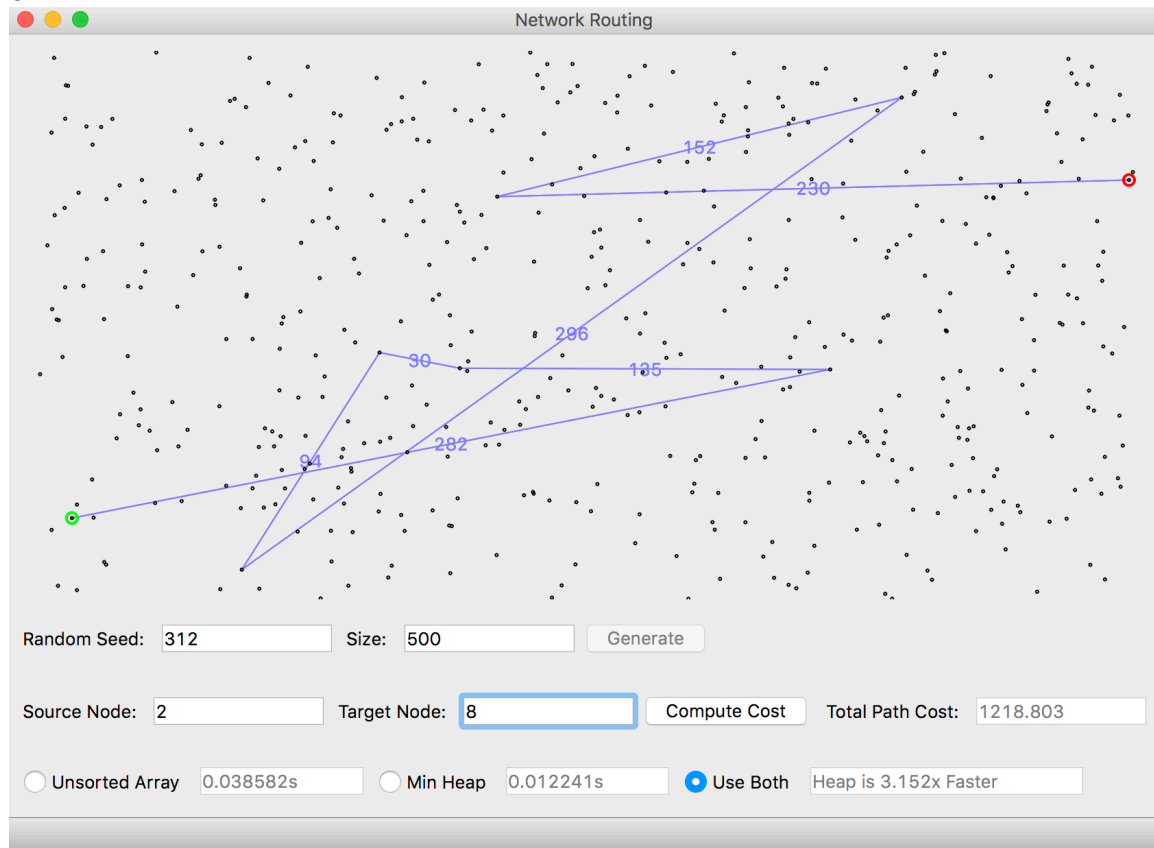 Network Routing
152
230
296
30
135
282
94
Random Seed: 312 Size: 500 Generate
Source Node: 2 Target Node: 8 Compute Cost Total Path Cost: 1218.803
Unsorted Array 0.038582s Min Heap 0.012241s Use Both Heap is 3.152x Faster